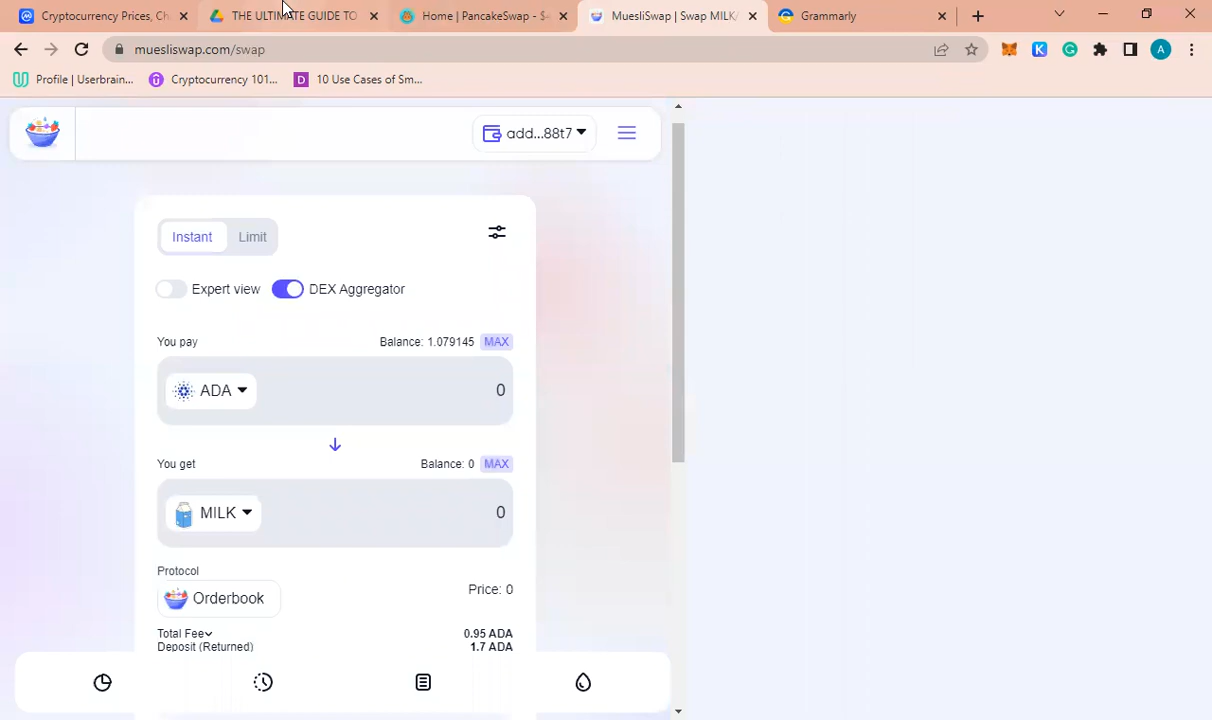 Cryptocurrency Prices, Ch
THE ULTIMATE GUIDE TO
Home | PancakeSwap - $4
MuesliSwap | Swap MILK/
Grammarly
muesliswap.com/swap
A
Profile | Userbrain...
Cryptocurrency 101...
D 10 Use Cases of Sm...
add...88t7
Instant
Limit
Expert view
DEX Aggregator
You pay
Balance: 1.079145 MAX
ADA
0
You get
Balance: 0 MAX
MILK
0
Protocol
Orderbook
Price: 0
Total Fee
0.95 ADA
Deposit (Returned)
1.7 ADA